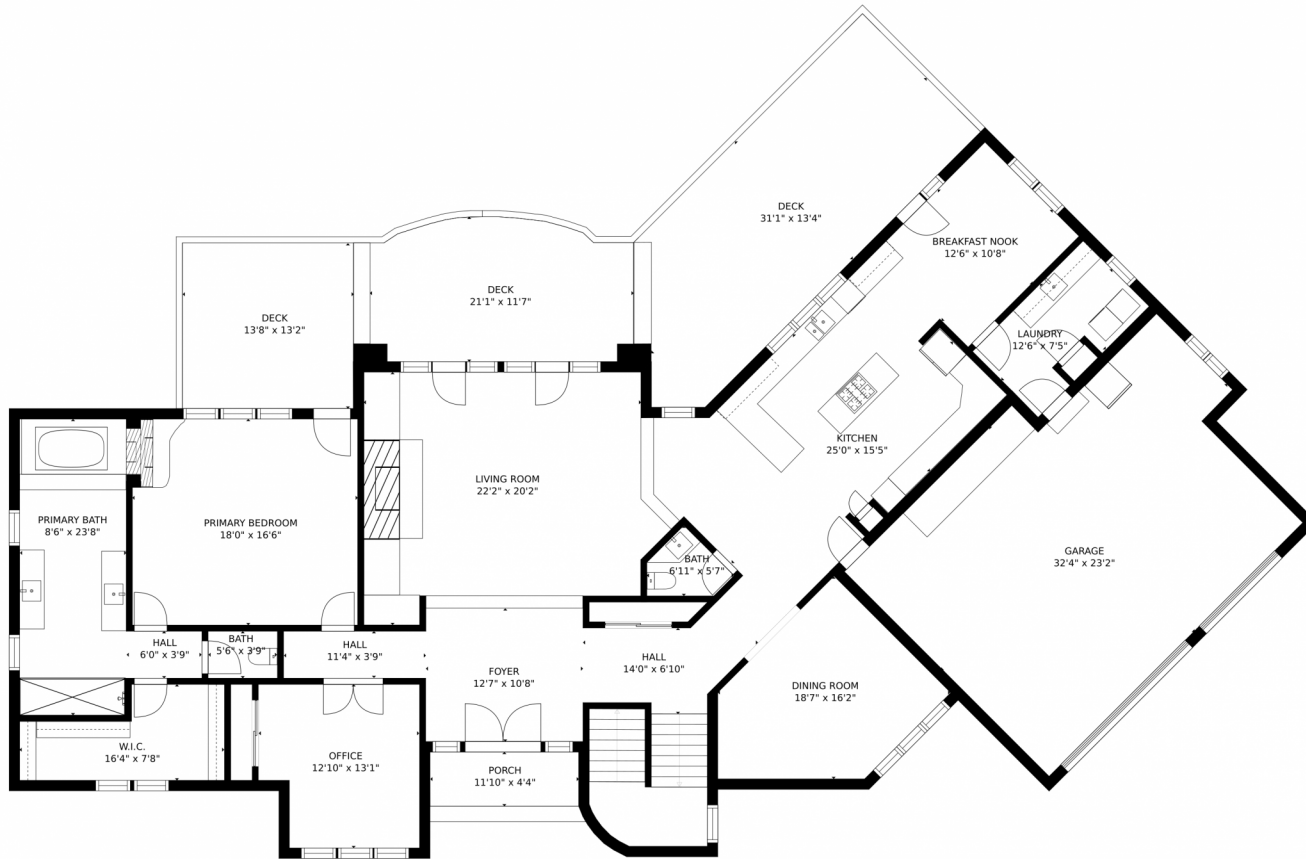 DECK
31'1" x 13'4"
BREAKFAST NOOK
12'6" x 10'8"
DECK
21'1" x 11'7"
DECK
13'8" x 13'2"
LAUNDRY
12'6" x 7'5"
KITCHEN
25'0" x 15'5"
LIVING ROOM
22'2" x 20'2"
PRIMARY BATH
8'6" x 23'8"
PRIMARY BEDROOM
18'0" x 16'6"
GARAGE
32'4" x 23'2"
BATH
6'11" x 5'7"
HALL
6'0" x 3'9"
BATH
5'6" x 3'9"
HALL
11'4" x 3'9"
FOYER
12'7" x 10'8"
HALL
14'0" x 6'10"
DINING ROOM
18'7" x 16'2"
W.I.C.
16'4" x 7'8"
OFFICE
12'10" x 13'1"
PORCH
11'10" x 4'4"